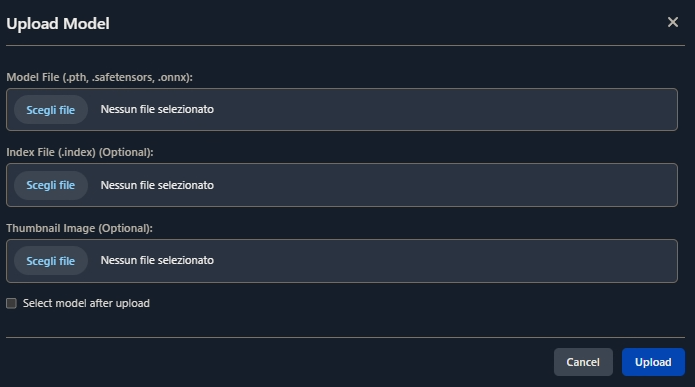 Upload Model
Model File (.pth, .safetensors, .onnx):
Scegli file Nessun file selezionato
Index File (.index) (Optional):
Scegli file Nessun file selezionato
Thumbnail Image (Optional):
Scegli file Nessun file selezionato
Select model after upload
Cancel Upload